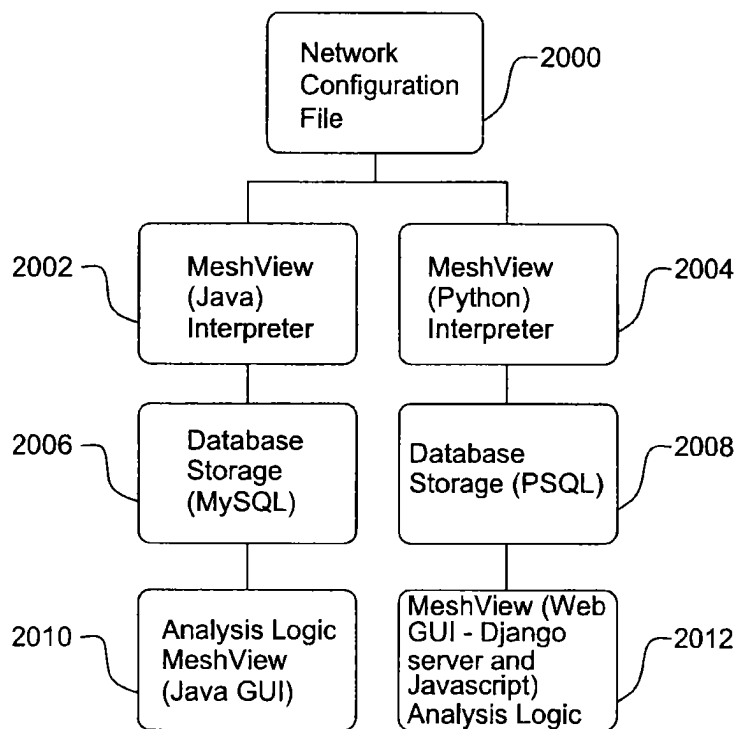 Network
Configuration
File
2000
2002
MeshView
(Java)
Interpreter
MeshView
(Python)
Interpreter
2004
2006
Database
Storage
(MySQL)
Database
Storage (PSQL)
2008
2010
Analysis Logic
MeshView
(Java GUI)
MeshView (Web
GUI - Django
server and
Javascript)
Analysis Logic
2012